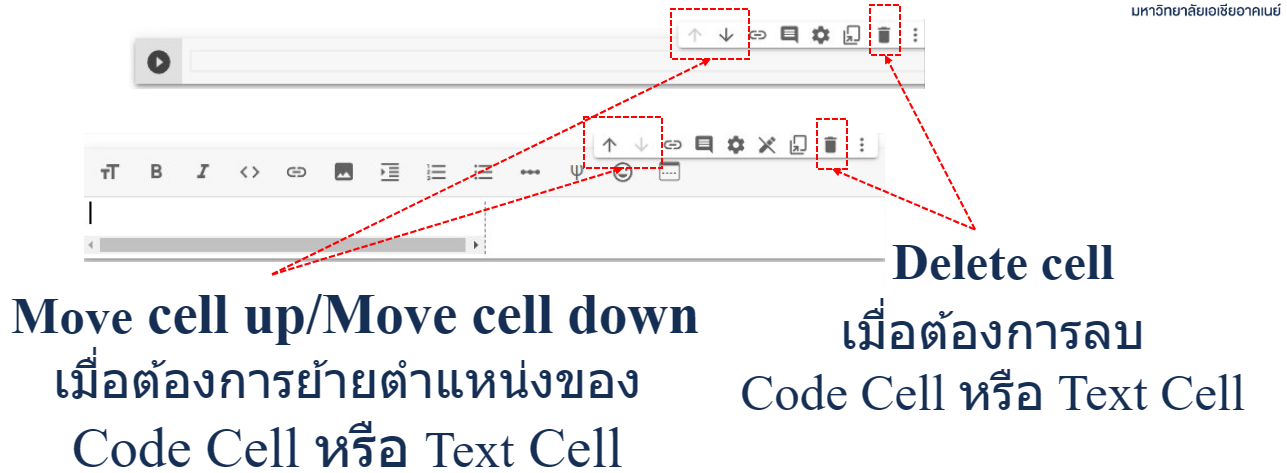 มหาวิทยาลัยเอเชียอาคเนย์
Move cell up/Move cell down
เมื่อต้องการย้ายตำแหน่งของ
Code Cell หรือ Text Cell
Delete cell
เมื่อต้องการลบ
Code Cell หรือ Text Cell